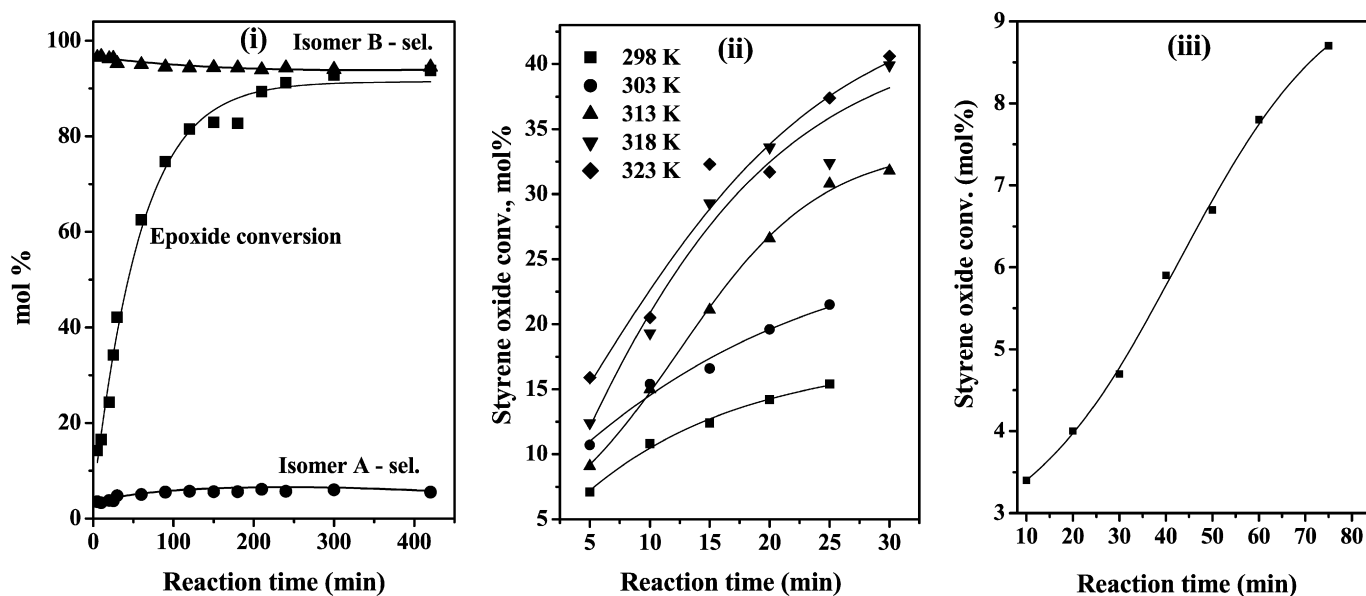 (i)
Isomer B - sel.
Epoxide conversion
Isomer A - sel.
mol %
100
80
60
40
20
0
0 100 200 300 400
Reaction time (min)
(ii)
298 K
303 K
313 K
318 K
323 K
Styrene oxide conv., mol%
40
35
30
25
20
15
10
5
5 10 15 20 25 30
Reaction time (min)
(iii)
Styrene oxide conv. (mol%)
9
8
7
6
5
4
3
10 20 30 40 50 60 70 80
Reaction time (min)